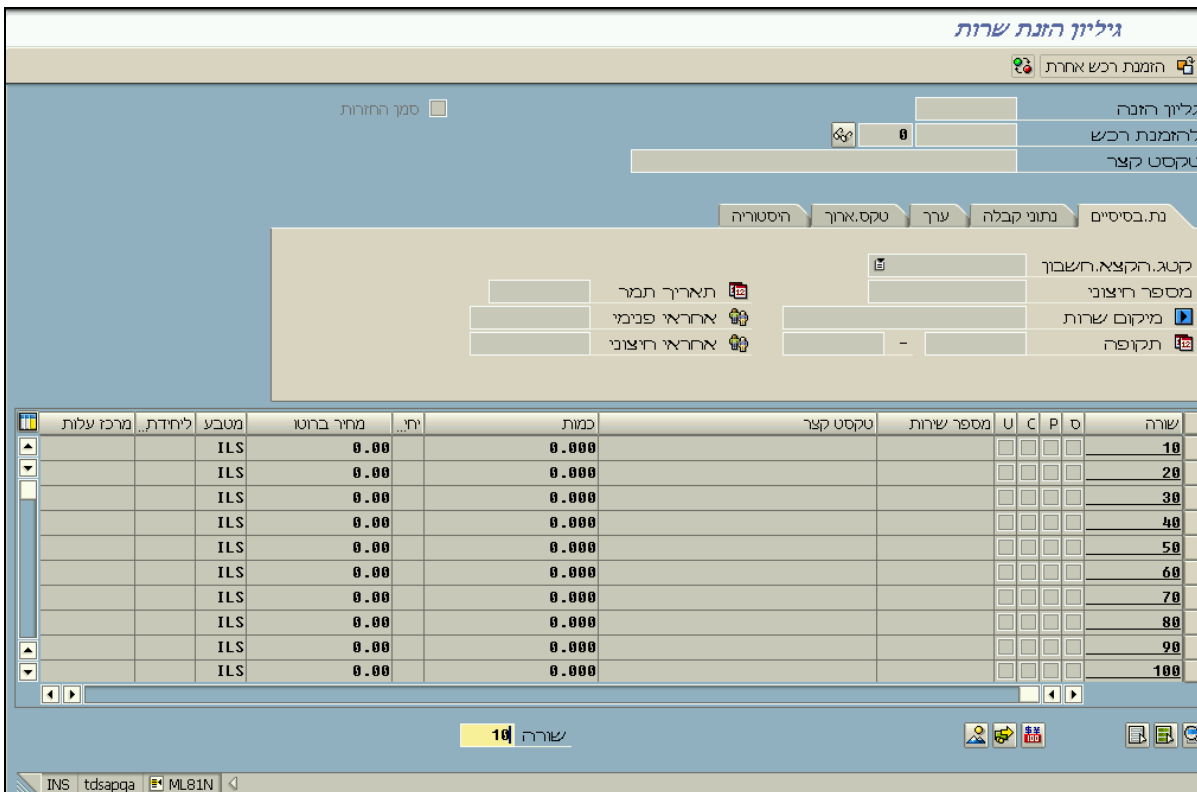 גיליון הזנת שרות
הזמנת רכש אחרת
גליון הזנה סמן החזרות
להזמנת רכש 0
טקסט קצר
נת.בסיסיים נתוני קבלה ערך טקס.ארוך היסטוריה
קטג.הקצא.חשבון
מספר חיצוני תאריך תמר
מיקום שרות אחראי פנימי
תקופה - אחראי חיצוני
שורה ס P C U מספר שירות טקסט קצר כמות יחי.. מחיר ברוטו מטבע ליחידת.. מרכז עלות
10 0.000 0.00 ILS
20 0.000 0.00 ILS
30 0.000 0.00 ILS
40 0.000 0.00 ILS
50 0.000 0.00 ILS
60 0.000 0.00 ILS
70 0.000 0.00 ILS
80 0.000 0.00 ILS
90 0.000 0.00 ILS
100 0.000 0.00 ILS
שורה 10
INS tdsapqa ML81N